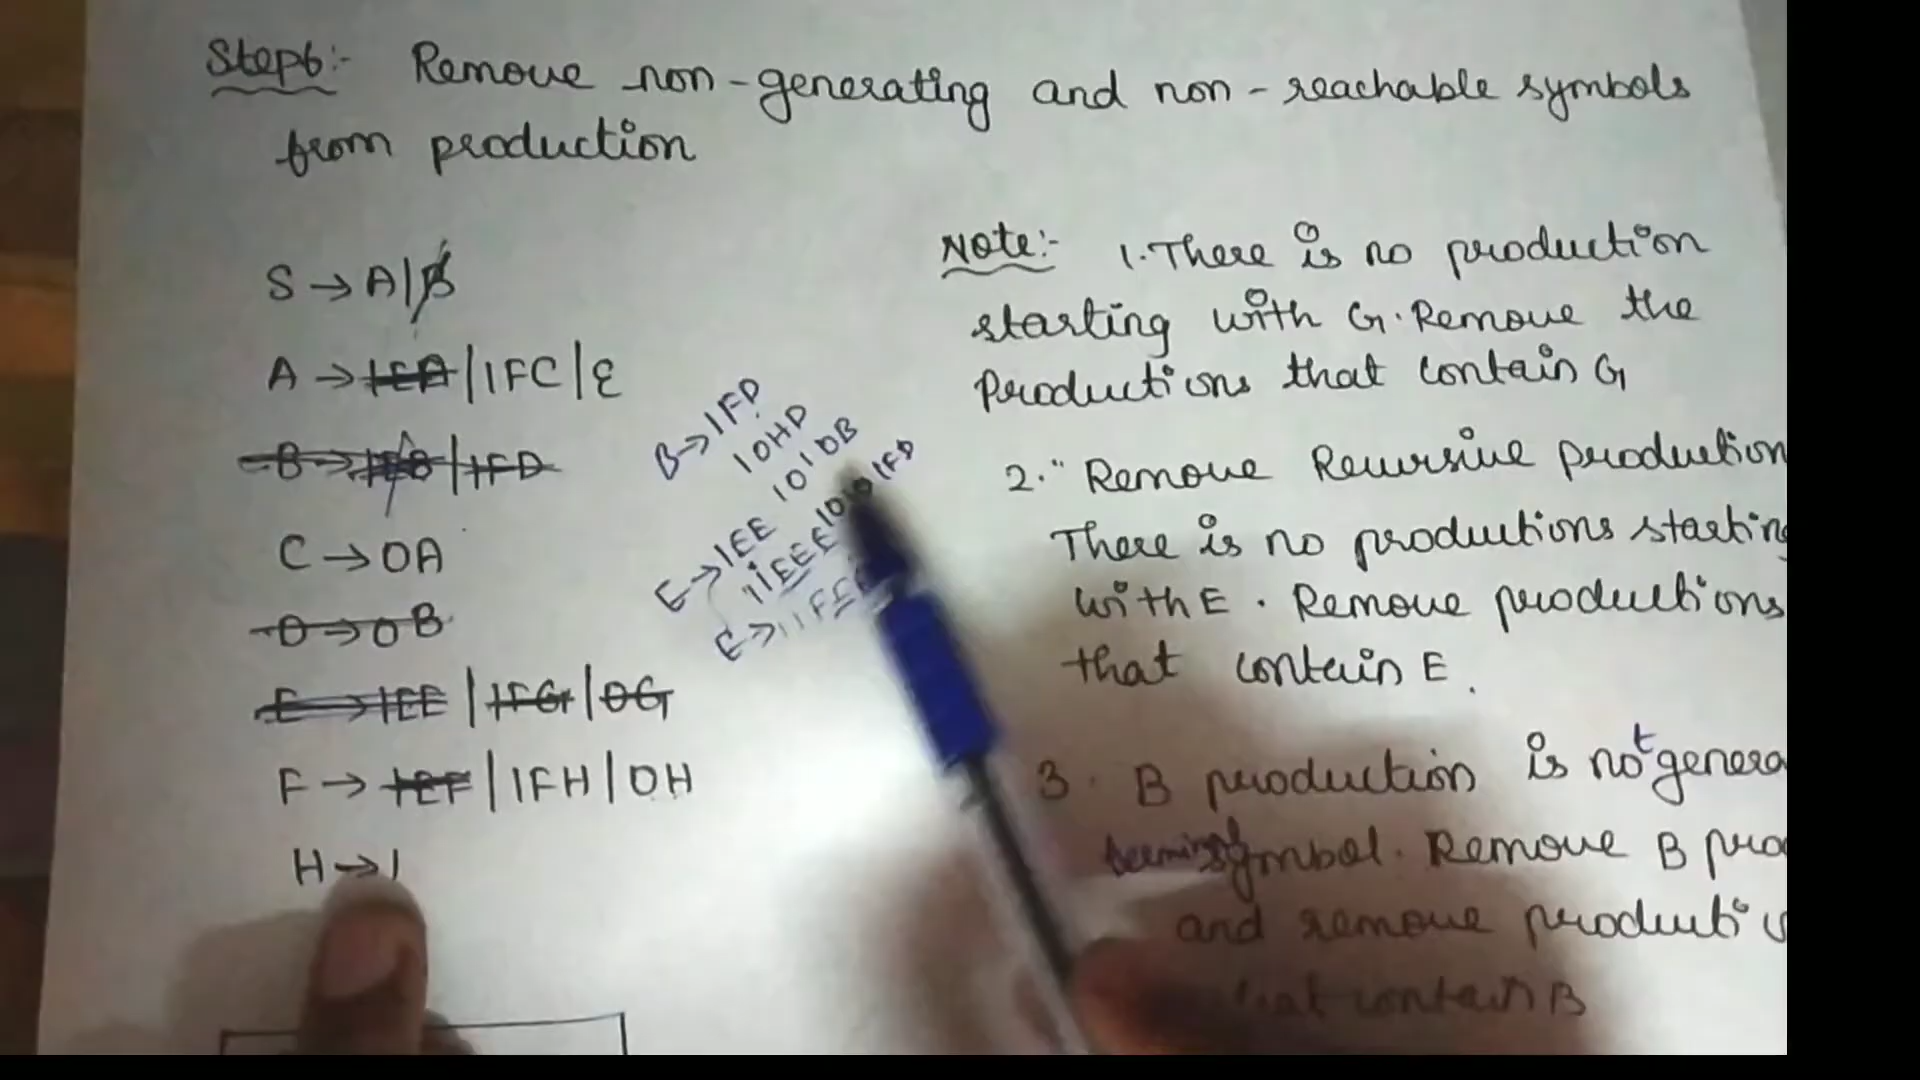 Step6:- Remove non-generating and non-reachable symbols
from production
S → A|B
A → 1EA|1FC|ε
B → 1EB|1FD
C → 0A
D → 0B
E → 1EE|1FG|0G
F → 1EF|1FH|0H
H → 1
B → 1FD
10HD
1010B
10101FD
E → 1EE
11EEE
E → 11
Note:- 1. There is no production
starting with G. Remove the
Productions that contain G
2. " Remove Recursive production
There is no productions starting
with E. Remove productions
that contain E.
3. B production is not genera
symbol. Remove B pro
and remove producti
that contain B